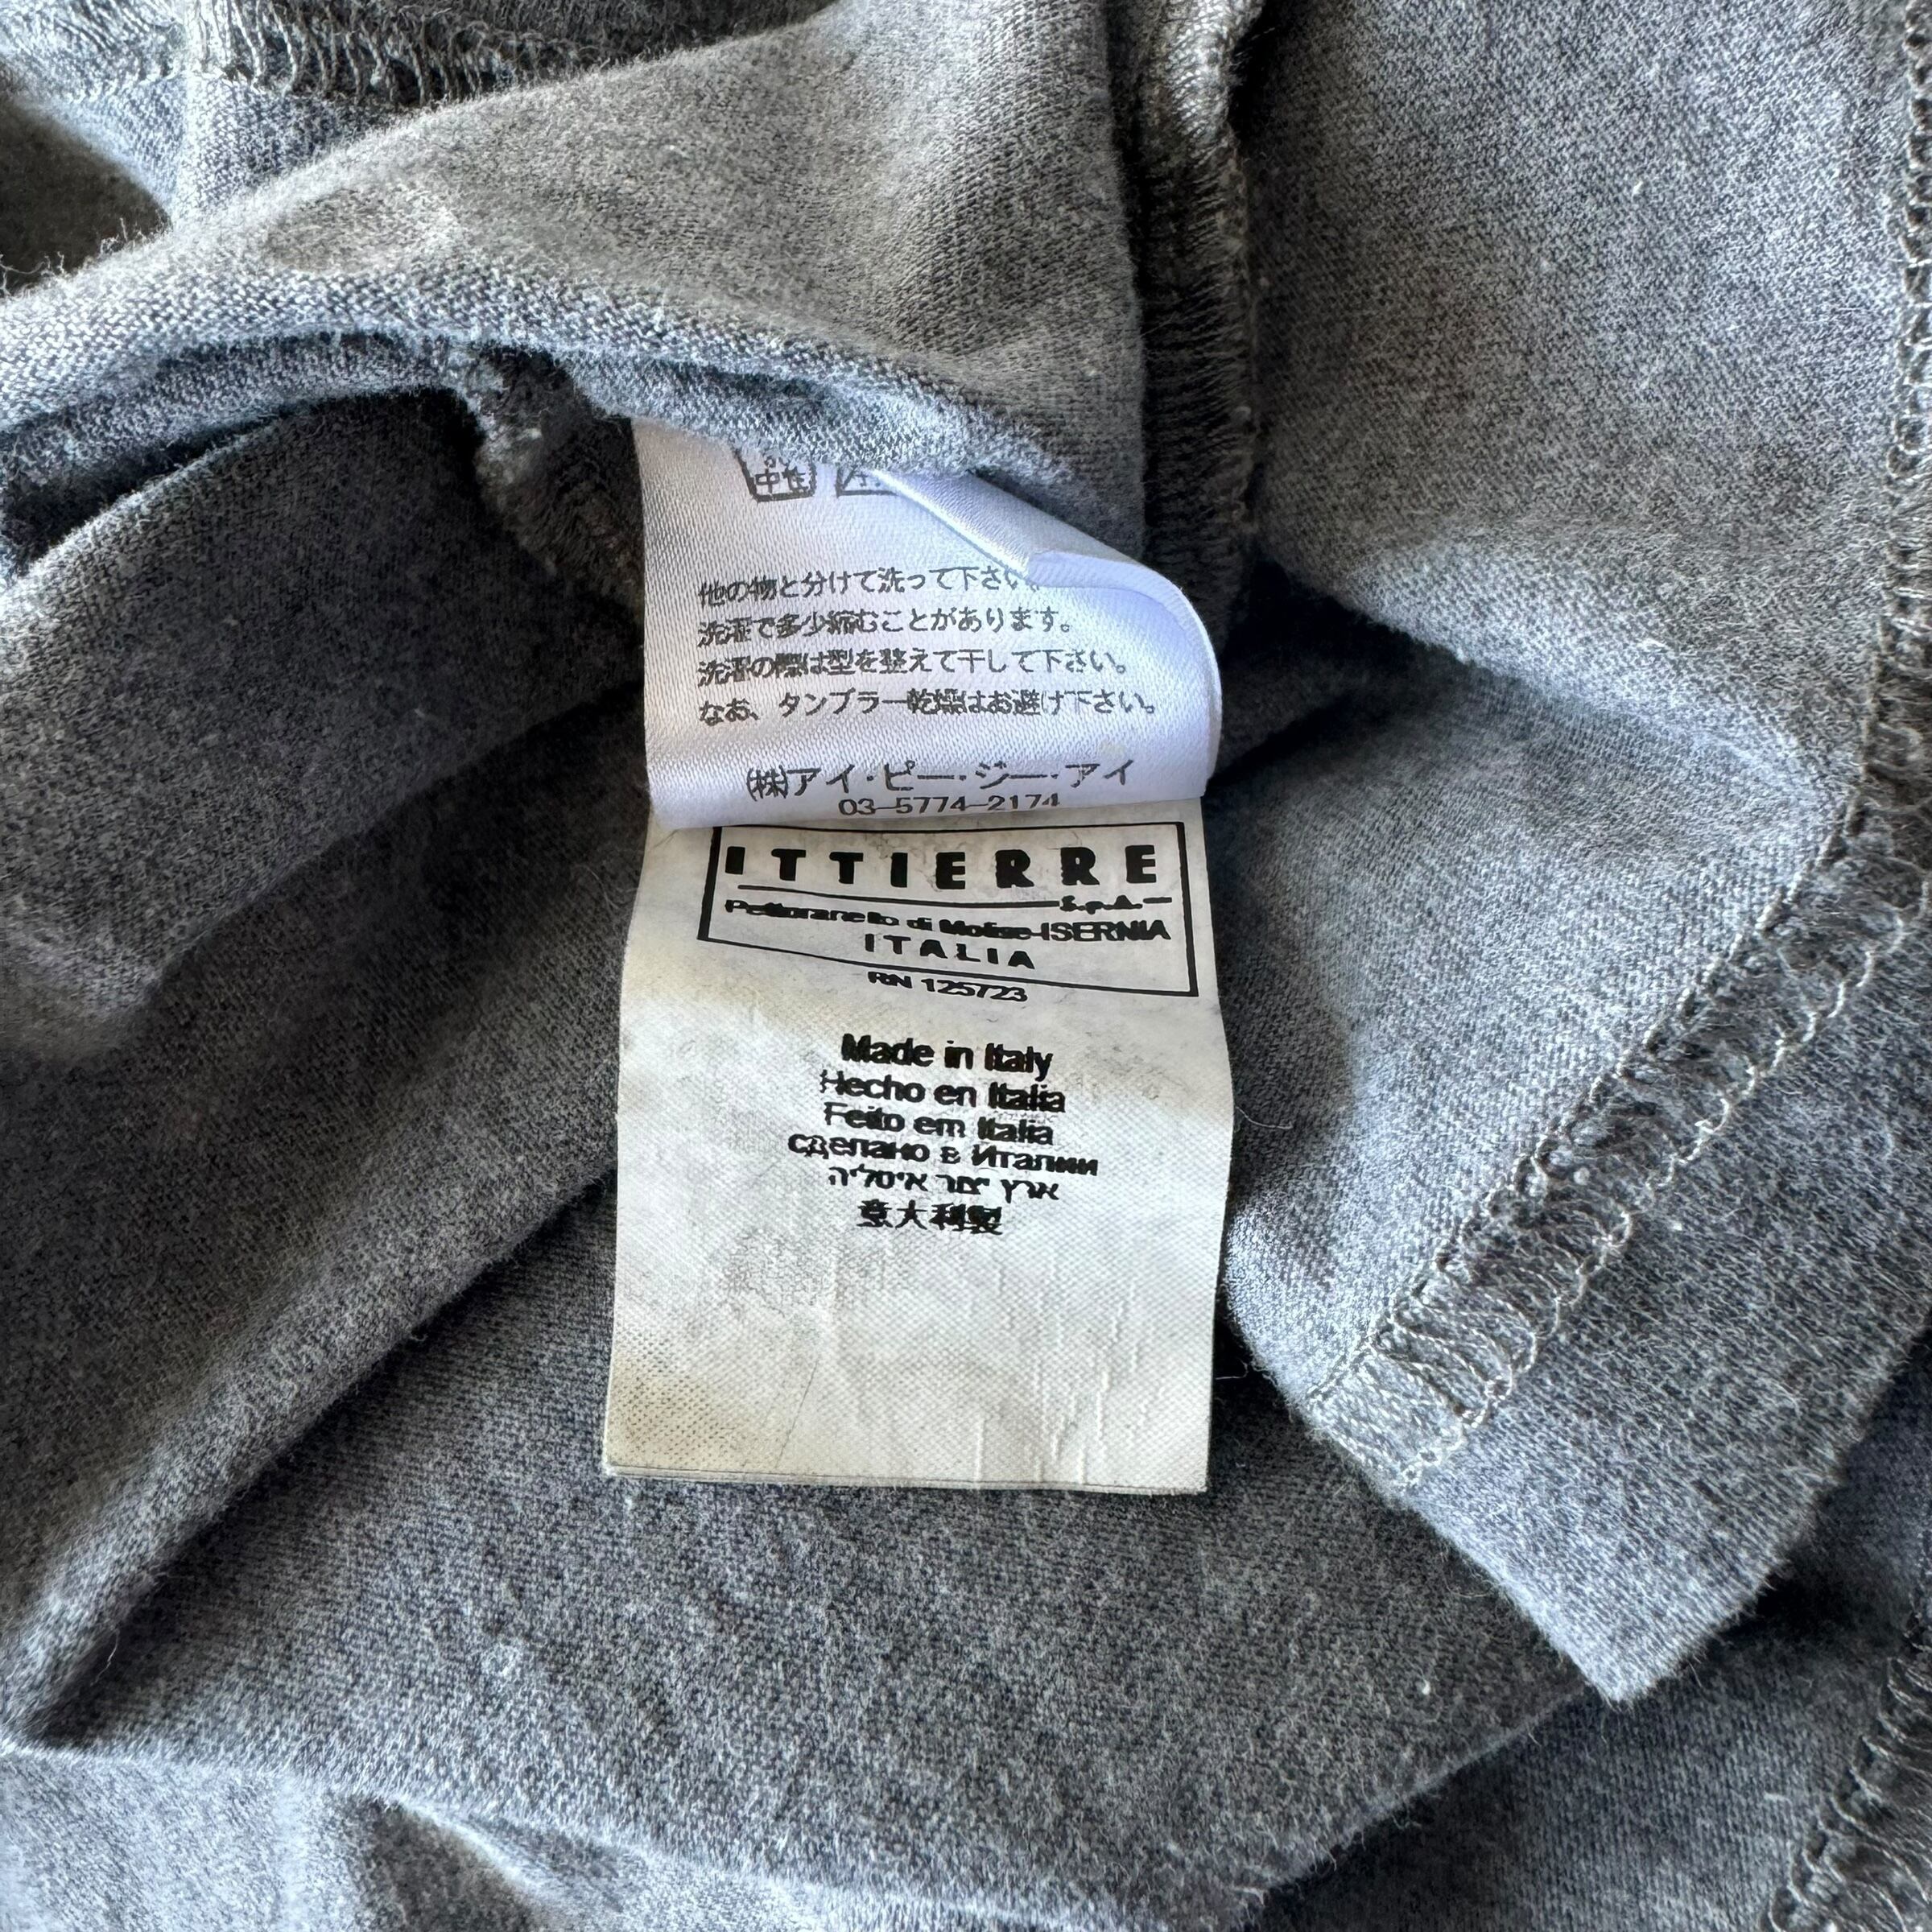 中性
他の物と分けて洗って下さい
洗濯で多少縮むことがあります。
洗濯の際は型を整えて干して下さい。
なお、タンブラー乾燥はお避け下さい。
(株)アイ・ピー・ジー・アイ
03-5774-2174
ITTIERRE
S.p.A.
Pettoranello di Molise-ISERNIA
ITALIA
RN 125723
Made in Italy
Hecho en Italia
Feito em Italia
сделано в Италии
ארץ יצור איטליה
意大利製